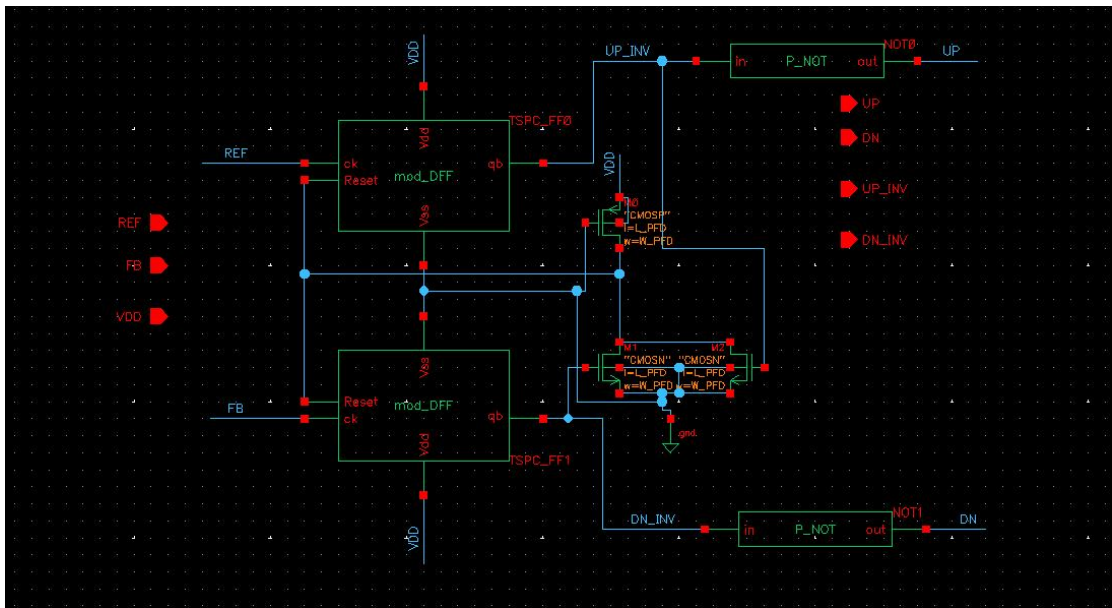 VDD
UP_INV
NOT0
UP
in
P_NOT
out
UP
TSPC_FF0
Vdd
DN
REF
ck
qb
VDD
Reset
mod_DFF
UP_INV
Vss
M0
"CMOSP"
l=L_PFD
w=W_PFD
REF
DN_INV
FB
VDD
M1
M2
"CMOSN"
"CMOSN"
l=L_PFD
l=L_PFD
w=W_PFD
w=W_PFD
Vss
Reset
mod_DFF
FB
ck
qb
gnd
Vdd
TSPC_FF1
NOT1
DN_INV
in
P_NOT
out
DN
VDD